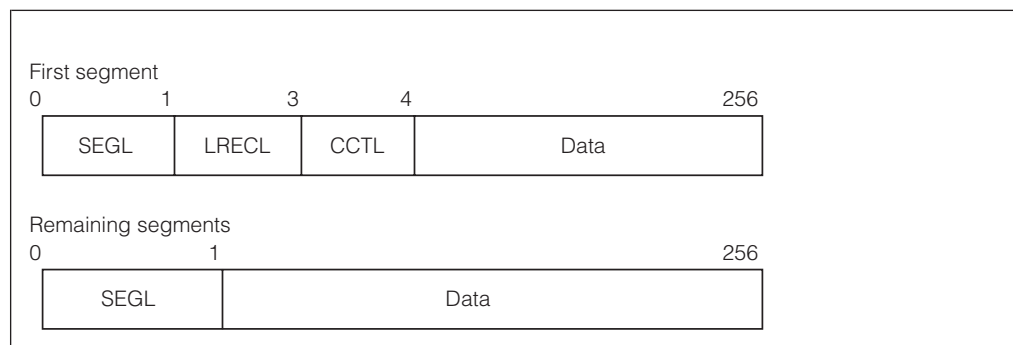 First segment
0 1 3 4 256
SEGL LRECL CCTL Data
Remaining segments
0 1 256
SEGL Data